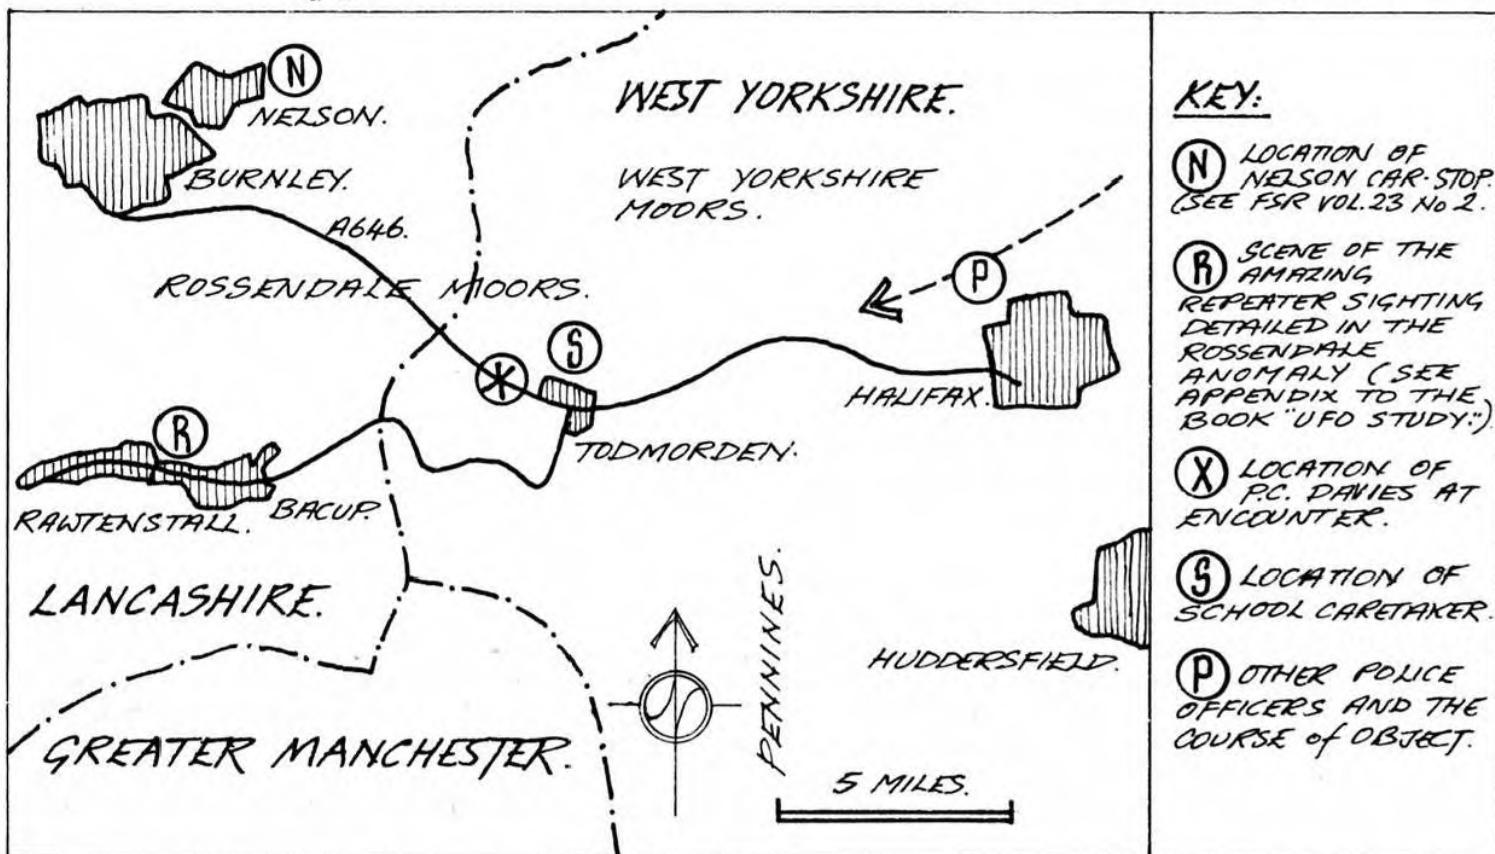 N
NELSON.
BURNLEY.
A646.
ROSSENDALE MOORS.
WEST YORKSHIRE.
WEST YORKSHIRE
MOORS.
P
S
X
HALIFAX.
TODMORDEN.
R
RAWTENSTALL.
BACUP.
LANCASHIRE.
GREATER MANCHESTER.
N
PENNINES.
HUDDERSFIELD.
5 MILES.
KEY:
N LOCATION OF
NELSON CAR-STOP.
(SEE FSR VOL.23 No 2.
R SCENE OF THE
AMAZING
REPEATER SIGHTING
DETAILED IN THE
ROSSENDALE
ANOMALY (SEE
APPENDIX TO THE
BOOK "UFO STUDY.")
X LOCATION OF
P.C. DAVIES AT
ENCOUNTER.
S LOCATION OF
SCHOOL CARETAKER.
P OTHER POLICE
OFFICERS AND THE
COURSE of OBJECT.